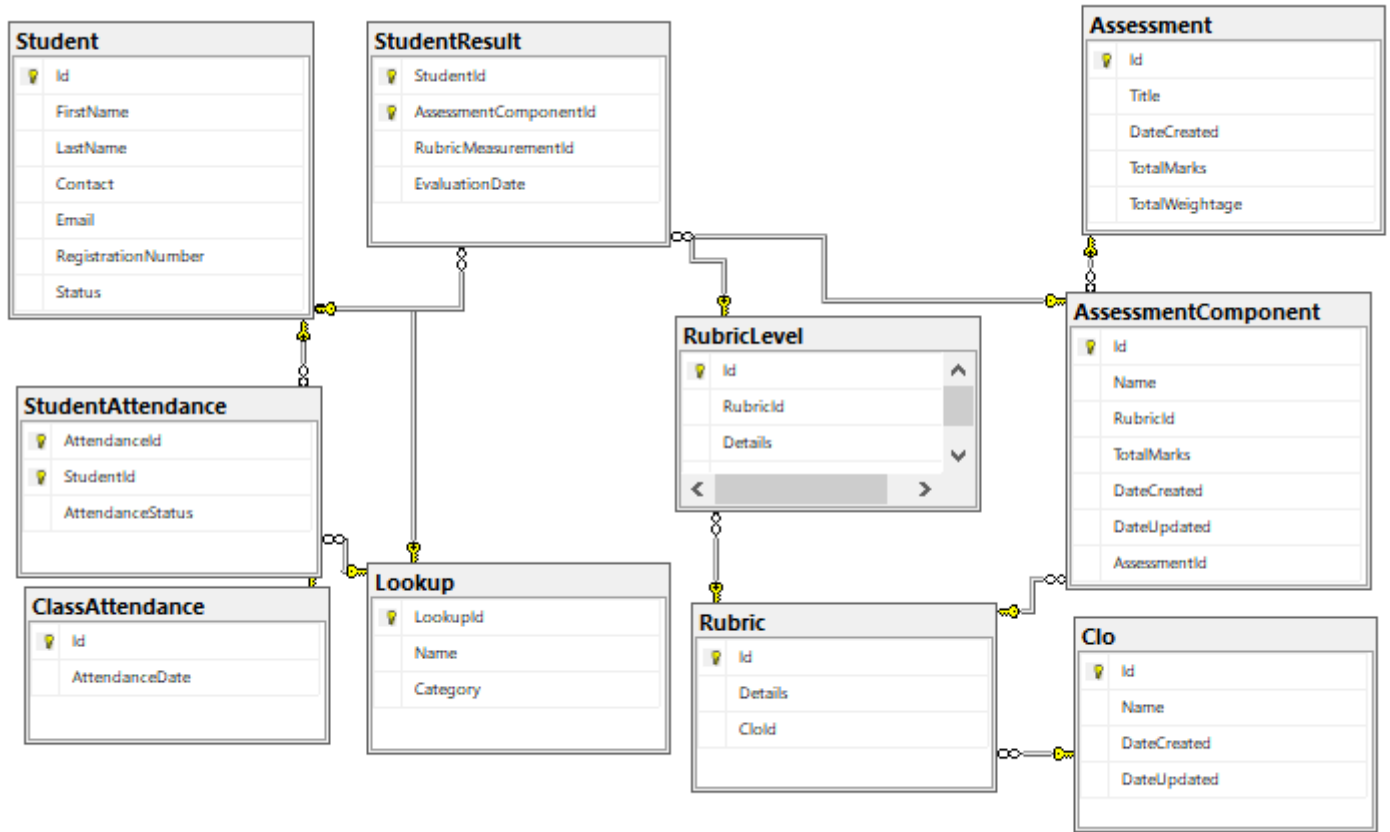 Student
Id
FirstName
LastName
Contact
Email
RegistrationNumber
Status
StudentResult
StudentId
AssessmentComponentId
RubricMeasurementId
EvaluationDate
Assessment
Id
Title
DateCreated
TotalMarks
TotalWeightage
StudentAttendance
AttendanceId
StudentId
AttendanceStatus
RubricLevel
Id
RubricId
Details
AssessmentComponent
Id
Name
RubricId
TotalMarks
DateCreated
DateUpdated
AssessmentId
ClassAttendance
Id
AttendanceDate
Lookup
LookupId
Name
Category
Rubric
Id
Details
CloId
Clo
Id
Name
DateCreated
DateUpdated